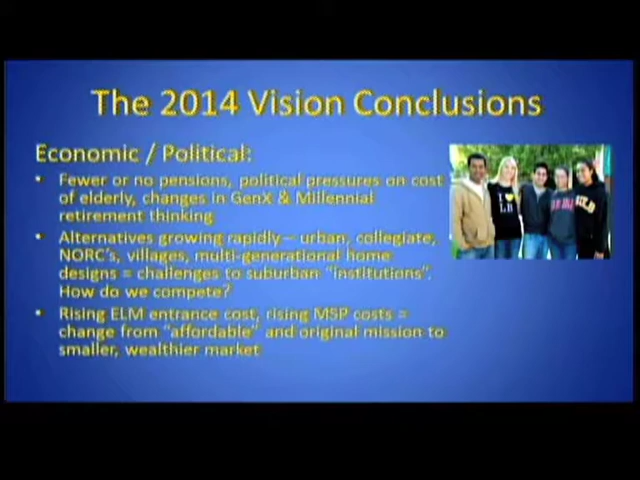 The 2014 Vision Conclusions
Economic / Political:
• Fewer or no pensions, political pressures on cost
of elderly, changes in GenX & Millennial
retirement thinking
• Alternatives growing rapidly – urban, collegiate,
NORC's, villages, multi-generational home
designs = challenges to suburban "institutions".
How do we compete?
• Rising ELM entrance cost, rising MSP costs =
change from "affordable" and original mission to
smaller, wealthier market
I
LB